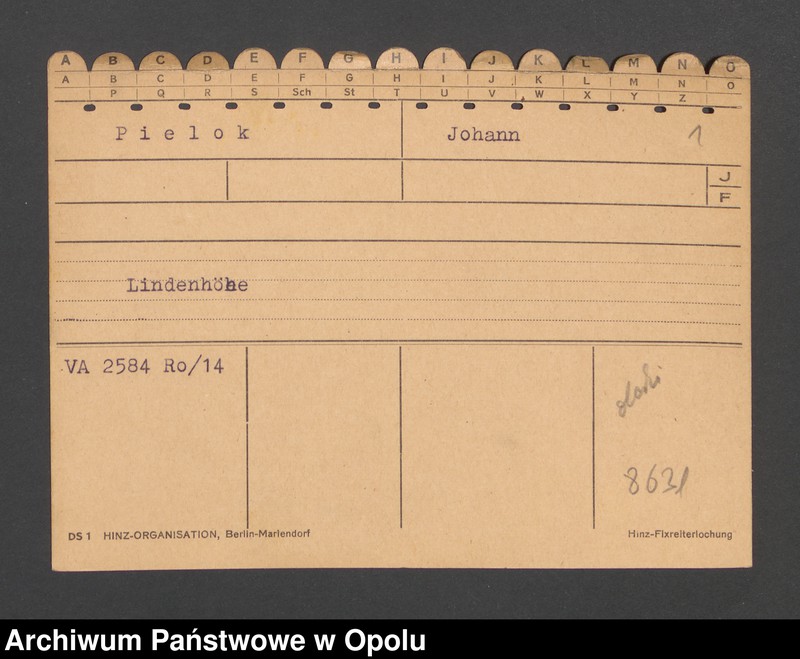 A B C D E F G H I J K L M N O
A B C D E F G H I J K L M N O
P Q R S Sch St T U V W X Y Z
P i e l o k Johann 1
J
F
Lindenhöhe
VA 2584 Ro/14
8631
DS 1 HINZ-ORGANISATION, Berlin-Mariendorf Hinz-Fixreiterlochung
Archiwum Państwowe w Opolu